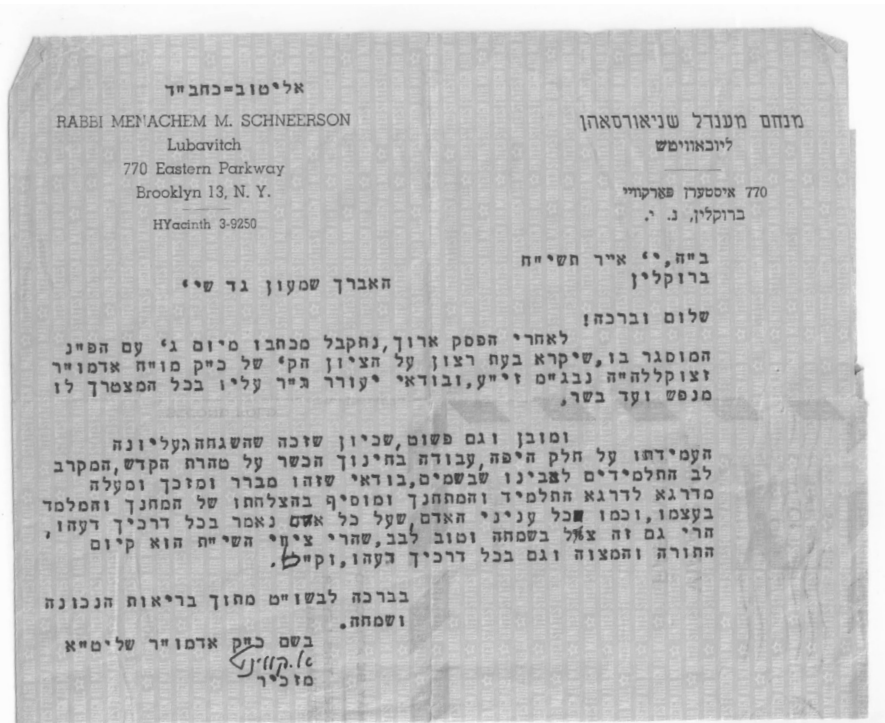 אליטוב=כחב"ד
RABBI MENACHEM M. SCHNEERSON
Lubavitch
770 Eastern Parkway
Brooklyn 13, N. Y.
HYacinth 3-9250
מנחם מענדל שניאורסאהן
ליובאוויטש
770 איסטערן פּאַרקוויי
ברוקלין, נ. י.
ב"ה, י' אייר תשי"ח
ברוקלין
האברך שמעון גד שי'
שלום וברכה!
לאחרי הפסק ארוך, נתקבל מכתבו מיום ג' עם הפ"נ
המוסגר בו, שיקרא בעת רצון על הציון הק' של כ"ק מו"ח אדמו"ר
זצוקללה"ה נבג"מ זי"ע, ובודאי יעורר ג"ר עליו בכל המצטרך לו
מנפש ועד בשר,
ומובן וגם פשוט, שכיון שזכה שהשגחה העליונה
העמידתו על חלק היפה, עבודה בחינוך הכשר על טהרת הקדש, המקרב
לב התלמידים לאבינו שבשמים, בודאי שזהו מברר ומזכך ומעלה
מדרגא לדרגא התלמיד והמתחנך ומוסיף בהצלחתו של המחנך והמלמד
בעצמו, וכמו כל עניני האדם, שעל כל נאמר בכל דרכיך דעהו,
הרי גם זה צ"ל בשמחה וטוב לבב, שהרי ציווי השי"ת הוא קיום
התורה והמצוה וגם בכל דרכיך דעהו, וק"ל.
בברכה לבשו"ט מתוך בריאות הנכונה
ושמחה.
בשם כ"ק אדמו"ר שליט"א
א. קווינט
מזכיר